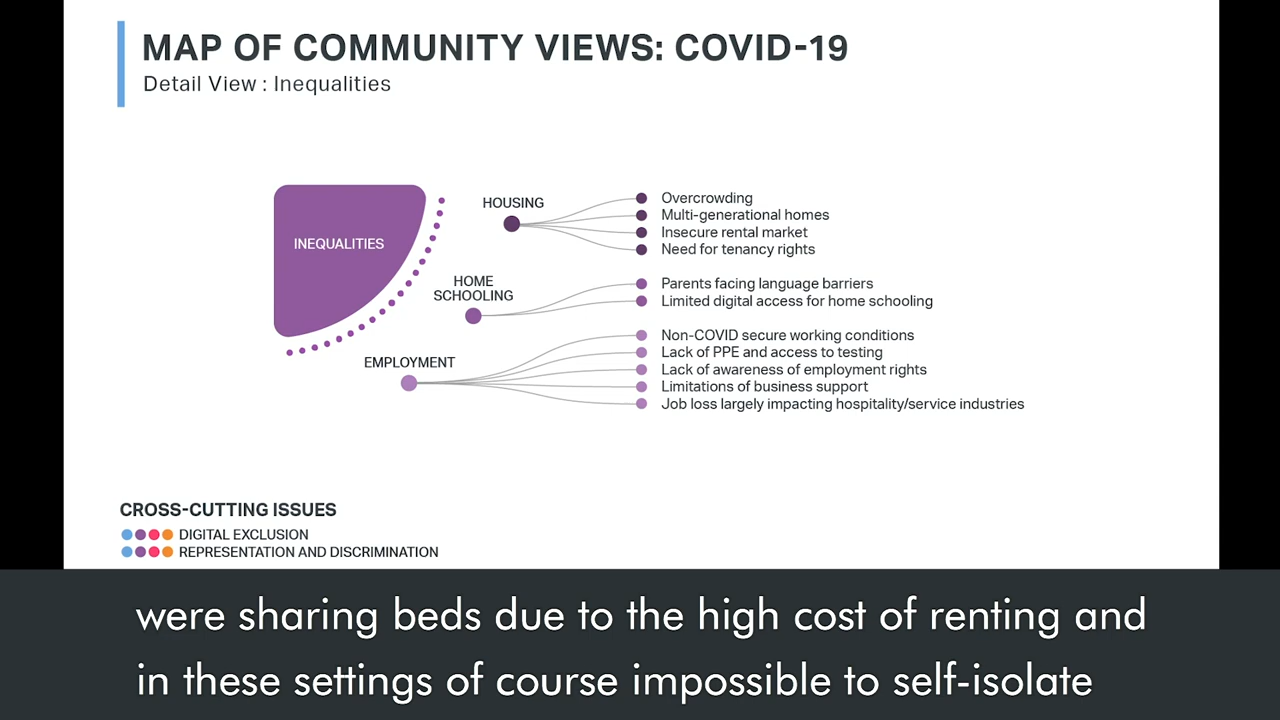 MAP OF COMMUNITY VIEWS: COVID-19
Detail View : Inequalities
INEQUALITIES
HOUSING
Overcrowding
Multi-generational homes
Insecure rental market
Need for tenancy rights
HOME
SCHOOLING
Parents facing language barriers
Limited digital access for home schooling
EMPLOYMENT
Non-COVID secure working conditions
Lack of PPE and access to testing
Lack of awareness of employment rights
Limitations of business support
Job loss largely impacting hospitality/service industries
CROSS-CUTTING ISSUES
DIGITAL EXCLUSION
REPRESENTATION AND DISCRIMINATION
were sharing beds due to the high cost of renting and
in these settings of course impossible to self-isolate